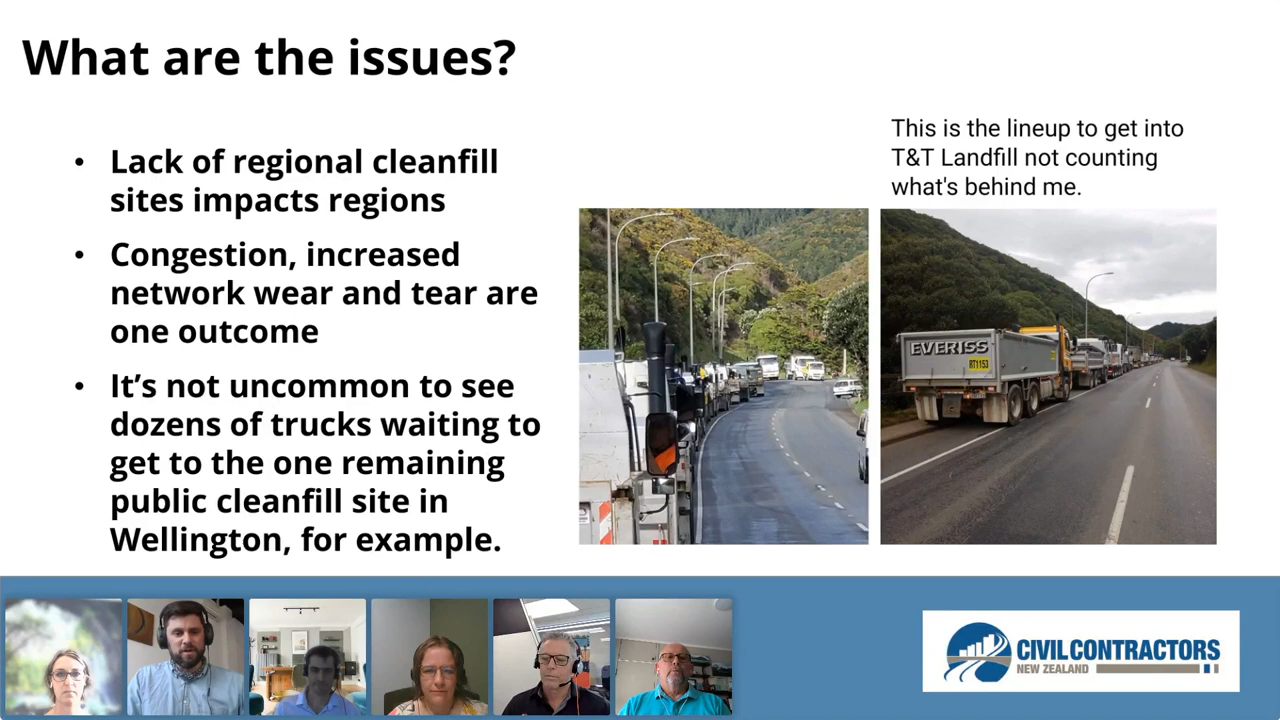 What are the issues?
• Lack of regional cleanfill
sites impacts regions
• Congestion, increased
network wear and tear are
one outcome
• It’s not uncommon to see
dozens of trucks waiting to
get to the one remaining
public cleanfill site in
Wellington, for example.
This is the lineup to get into
T&T Landfill not counting
what's behind me.
EVERISS
RT1153
CIVIL CONTRACTORS
NEW ZEALAND